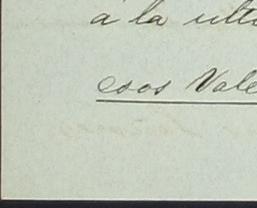 á la ulti
esos Vale